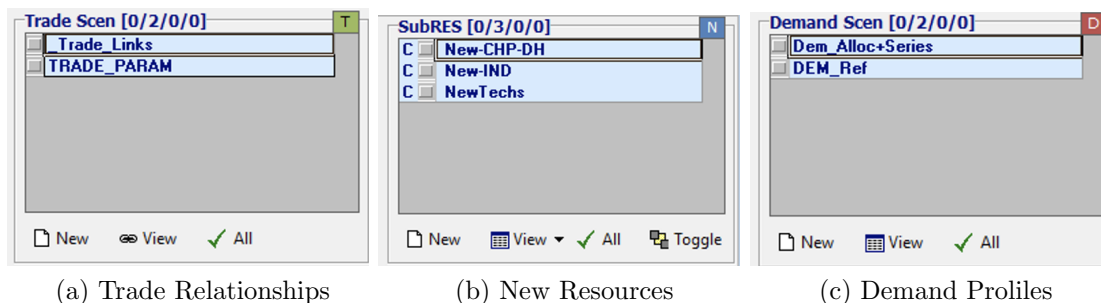 Trade Scen [0/2/0/0] T
_Trade_Links
TRADE_PARAM
New View All
(a) Trade Relationships
SubRES [0/3/0/0] N
C New-CHP-DH
C New-IND
C NewTechs
New View All Toggle
(b) New Resources
Demand Scen [0/2/0/0] D
Dem_Alloc+Series
DEM_Ref
New View All
(c) Demand Proliles